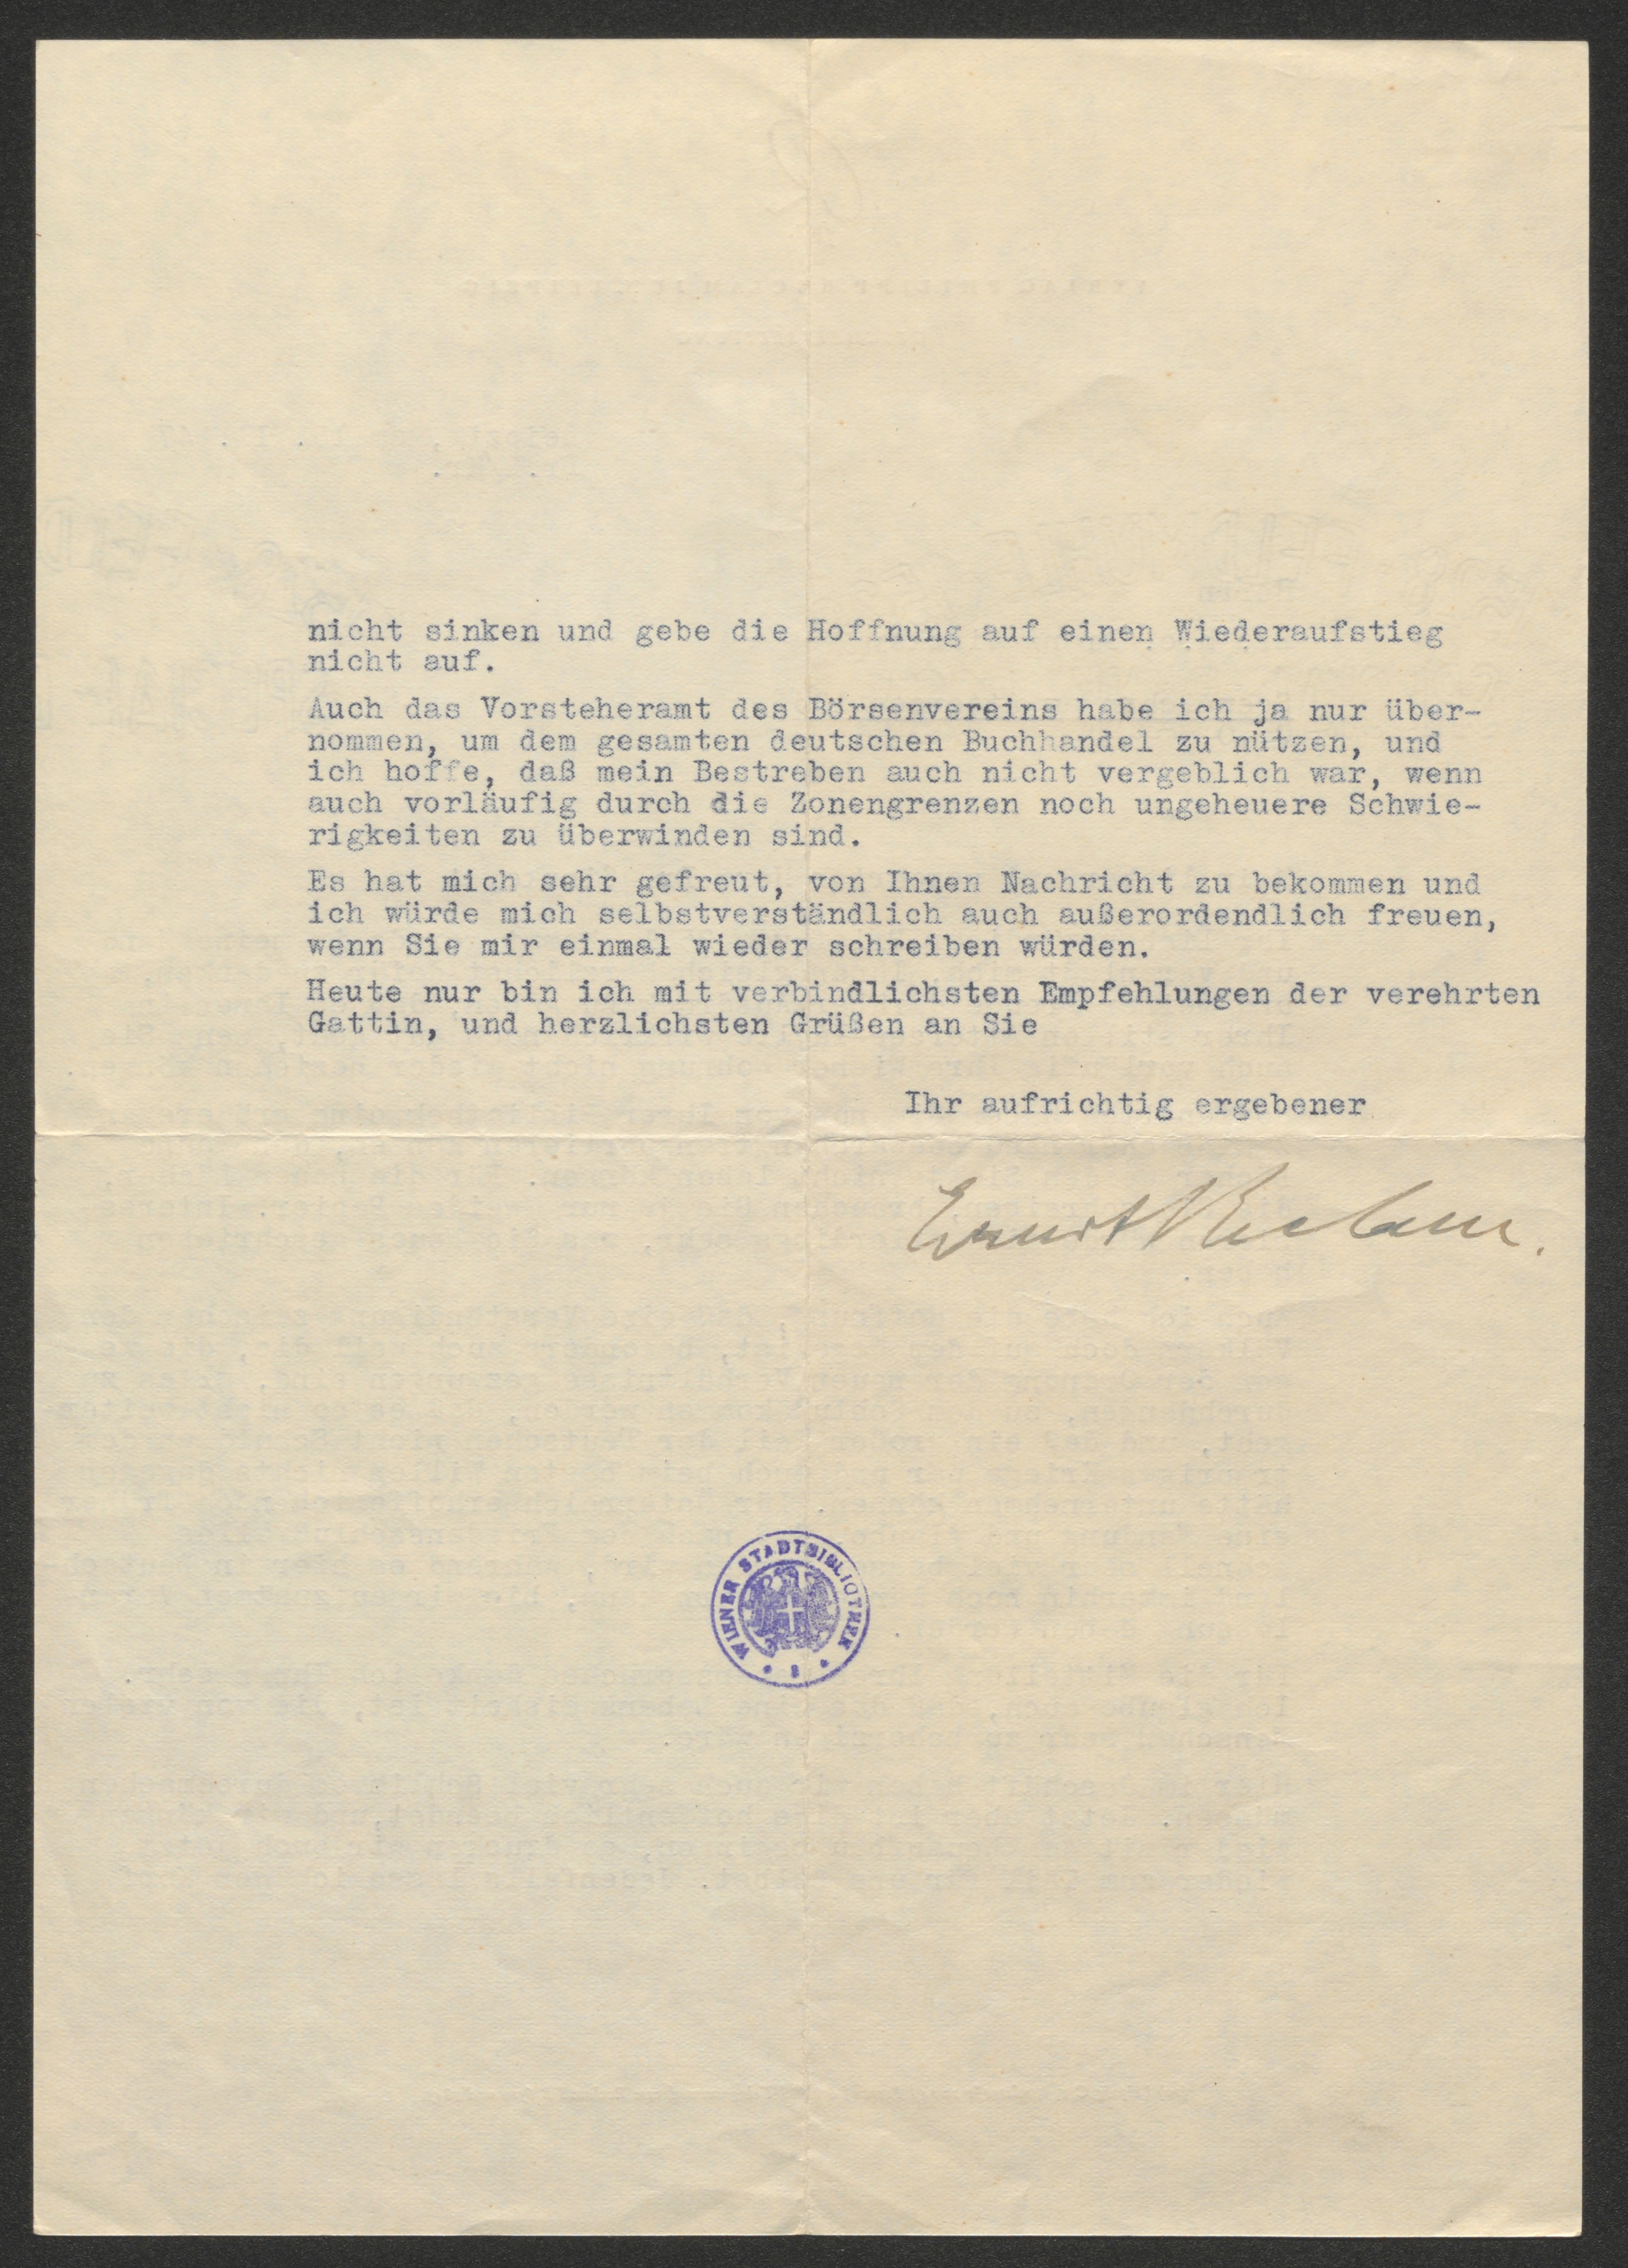 nicht sinken und gebe die Hoffnung auf einen Wiederaufstieg
nicht auf.
Auch das Vorsteheramt des Börsenvereins habe ich ja nur über-
nommen, um dem gesamten deutschen Buchhandel zu nützen, und
ich hoffe, daß mein Bestreben auch nicht vergeblich war, wenn
auch vorläufig durch die Zonengrenzen noch ungeheuere Schwie-
rigkeiten zu überwinden sind.
Es hat mich sehr gefreut, von Ihnen Nachricht zu bekommen und
ich würde mich selbstverständlich auch außerordendlich freuen,
wenn Sie mir einmal wieder schreiben würden.
Heute nur bin ich mit verbindlichsten Empfehlungen der verehrten
Gattin, und herzlichsten Grüßen an Sie
Ihr aufrichtig ergebener
Ernst Reclam.
WIENER STADTBIBLIOTHEK